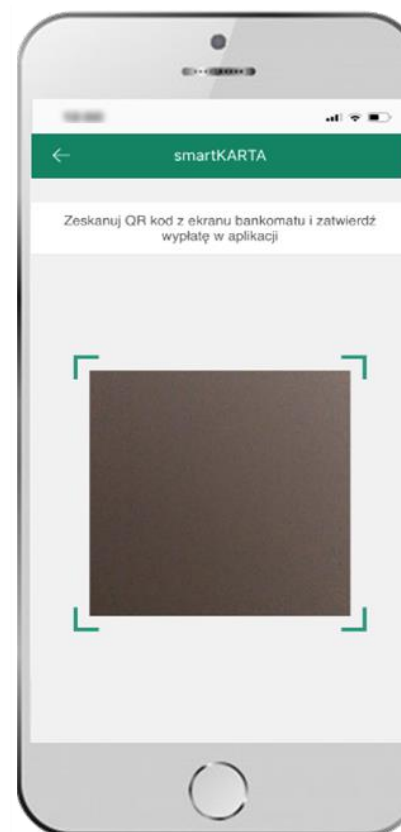 smartKARTA
Zeskanuj QR kod z ekranu bankomatu i zatwierdź
wypłatę w aplikacji